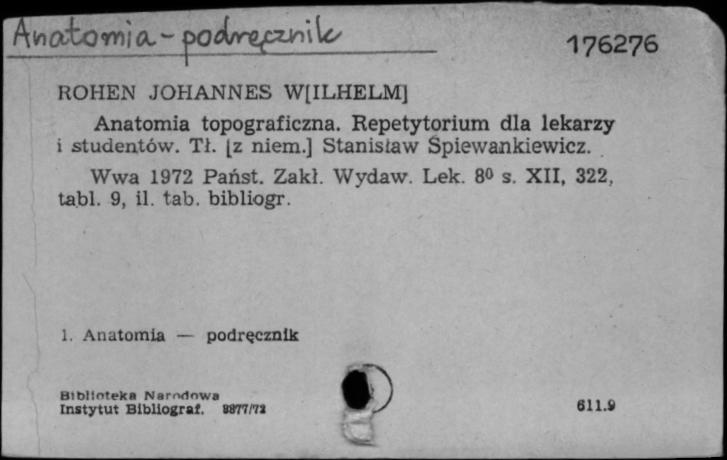 Anatomia - podręcznik
176276
ROHEN JOHANNES W[ILHELM]
Anatomia topograficzna. Repetytorium dla lekarzy
i studentów. Tł. [z niem.] Stanisław Śpiewankiewicz.
Wwa 1972 Państ. Zakł. Wydaw. Lek. 8⁰ s. XII, 322,
tabl. 9, il. tab. bibliogr.
1. Anatomia — podręcznik
Biblioteka Narodowa
Instytut Bibliograf. 8877/72
611.9